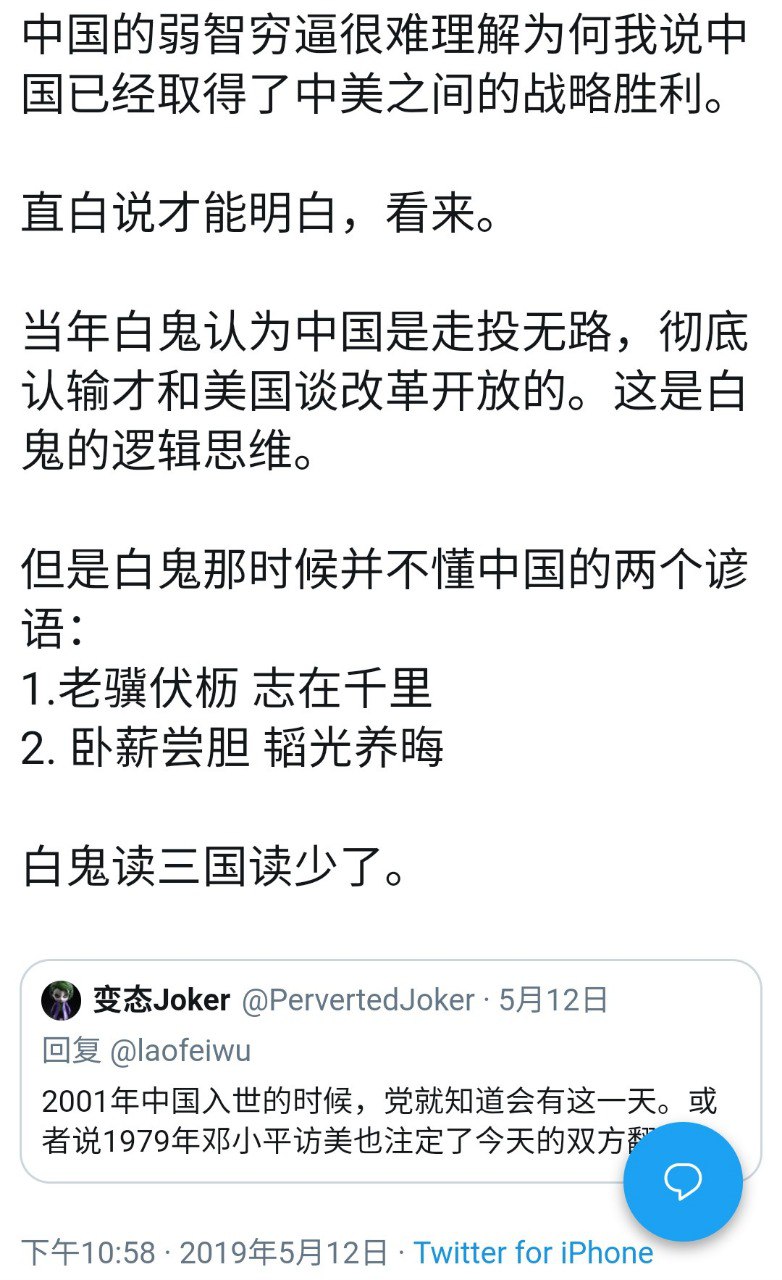 中国的弱智穷逼很难理解为何我说中
国已经取得了中美之间的战略胜利。
直白说才能明白，看来。
当年白鬼认为中国是走投无路，彻底
认输才和美国谈改革开放的。这是白
鬼的逻辑思维。
但是白鬼那时候并不懂中国的两个谚
语：
1.老骥伏枥 志在千里
2. 卧薪尝胆 韬光养晦
白鬼读三国读少了。
变态Joker @PervertedJoker · 5月12日
回复 @laofeiwu
2001年中国入世的时候，党就知道会有这一天。或
者说1979年邓小平访美也注定了今天的双方
下午10:58 · 2019年5月12日 · Twitter for iPhone